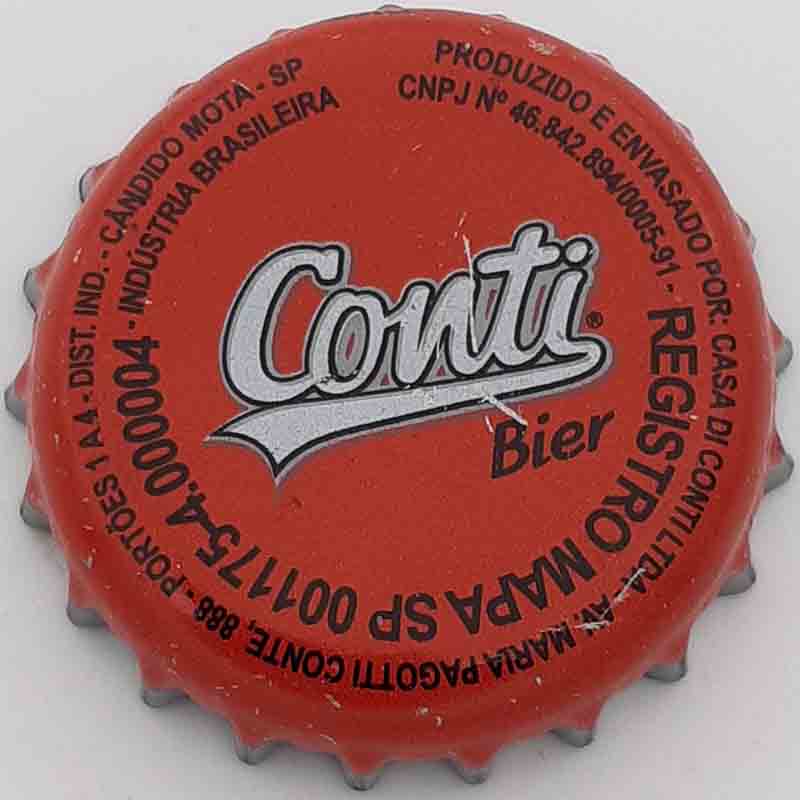 PRODUZIDO E ENVASADO POR: CASA DI CONTI LTDA - AV. MARIA PAGOTTI CONTE, 888 - PORTÕES 1 A 4 - DIST. IND. - CÂNDIDO MOTA - SP
CNPJ Nº 46.842.894/0005-91 - REGISTRO MAPA SP 001175-4.000004 - INDÚSTRIA BRASILEIRA
Conti®
Bier